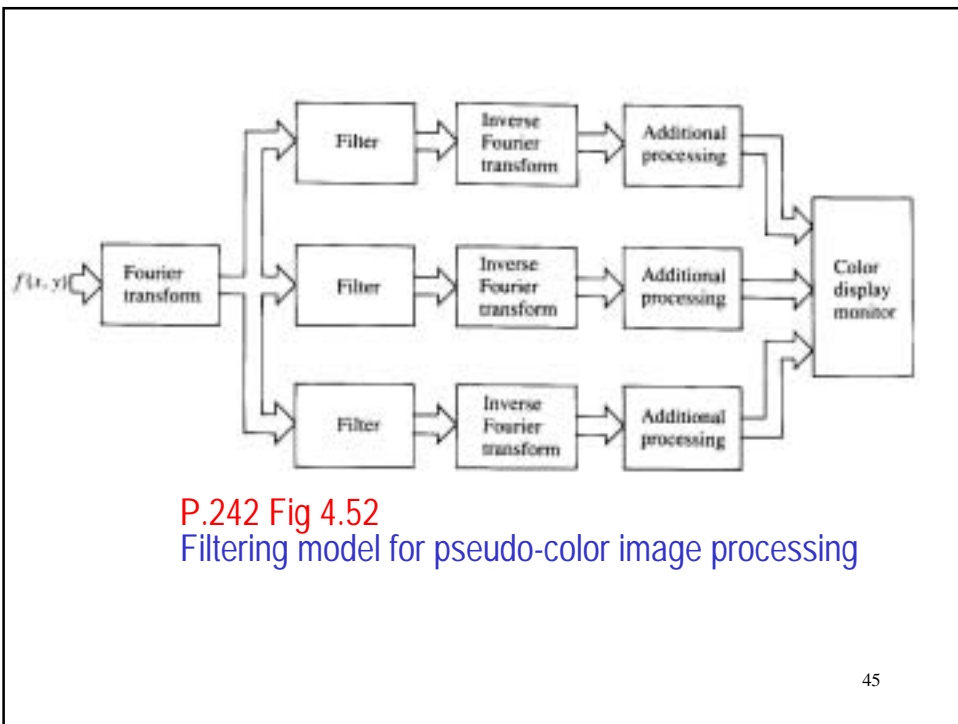 Filter
Inverse
Fourier
transform
Additional
processing
f(x, y)
Fourier
transform
Filter
Inverse
Fourier
transform
Additional
processing
Color
display
monitor
Filter
Inverse
Fourier
transform
Additional
processing
P.242 Fig 4.52
Filtering model for pseudo-color image processing
45